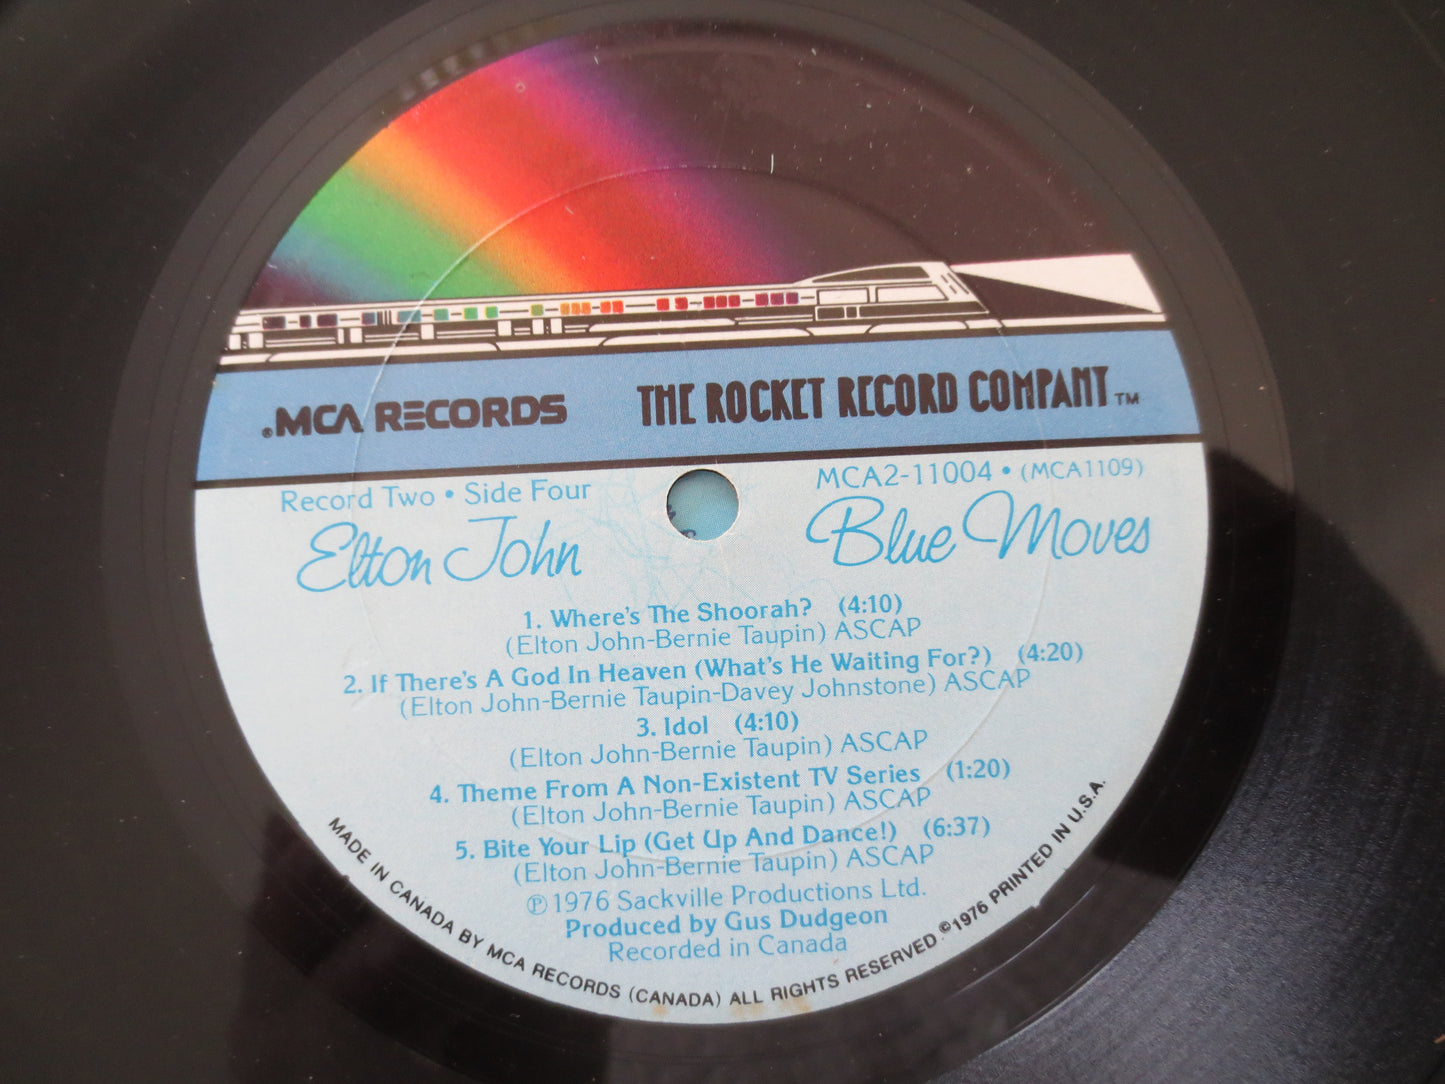 ®MCA RECORDS THE ROCKET RECORD COMPANY™
Record Two • Side Four MCA2-11004 • (MCA1109)
Elton John Blue Moves
1. Where's The Shoorah? (4:10)
(Elton John-Bernie Taupin) ASCAP
2. If There's A God In Heaven (What's He Waiting For?) (4:20)
(Elton John-Bernie Taupin-Davey Johnstone) ASCAP
3. Idol (4:10)
(Elton John-Bernie Taupin) ASCAP
4. Theme From A Non-Existent TV Series (1:20)
(Elton John-Bernie Taupin) ASCAP
5. Bite Your Lip (Get Up And Dance!) (6:37)
(Elton John-Bernie Taupin) ASCAP
℗1976 Sackville Productions Ltd.
Produced by Gus Dudgeon
Recorded in Canada
MADE IN CANADA BY MCA RECORDS (CANADA) ALL RIGHTS RESERVED ©1976 PRINTED IN U.S.A.